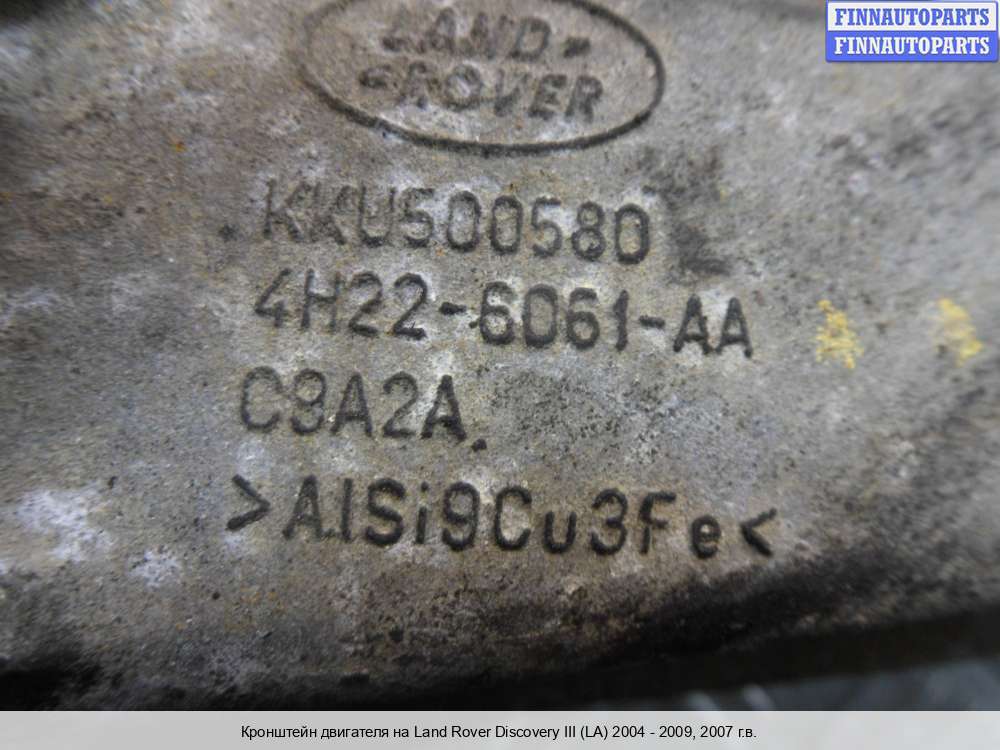 FINNAUTOPARTS
FINNAUTOPARTS
LAND-
-ROVER
KKU500580
4H22-6061-AA
C9A2A
>AlSi9Cu3Fe<
Кронштейн двигателя на Land Rover Discovery III (LA) 2004 - 2009, 2007 г.в.